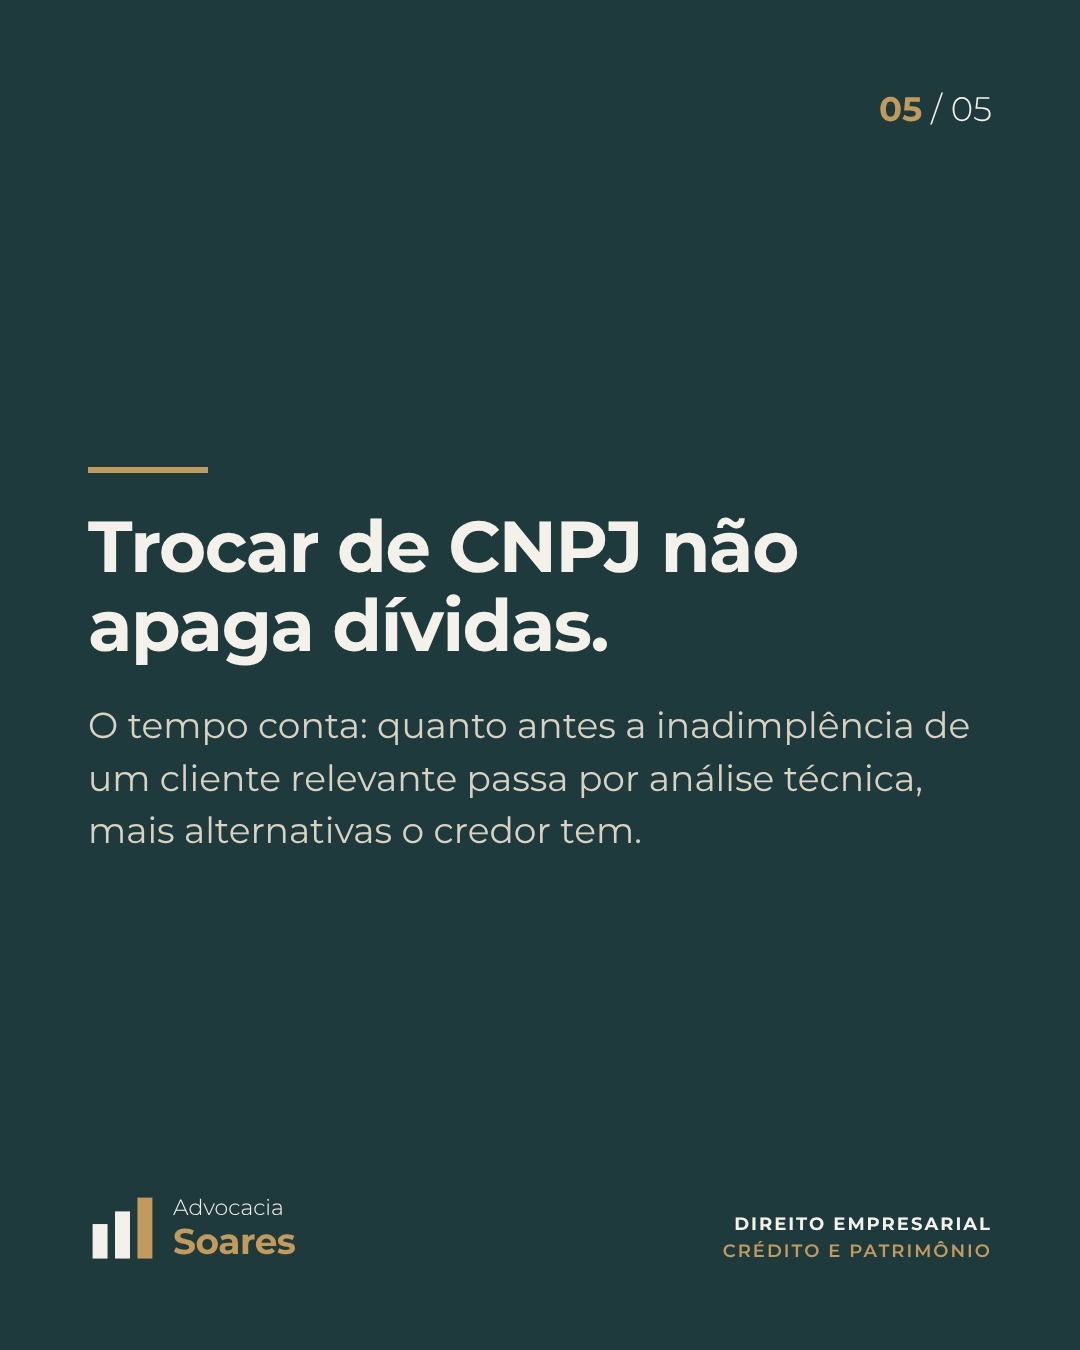 05 / 05
Trocar de CNPJ não
apaga dívidas.
O tempo conta: quanto antes a inadimplência de
um cliente relevante passa por análise técnica,
mais alternativas o credor tem.
Advocacia
Soares
DIREITO EMPRESARIAL
CRÉDITO E PATRIMÔNIO